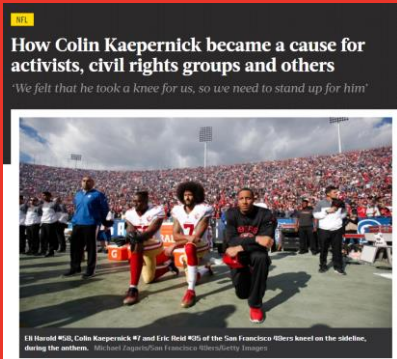 NFL
How Colin Kaepernick became a cause for
activists, civil rights groups and others
‘We felt that he took a knee for us, so we need to stand up for him’
7
Eli Harold #58, Colin Kaepernick #7 and Eric Reid #35 of the San Francisco 49ers kneel on the sideline,
during the anthem. Michael Zagaris/San Francisco 49ers/Getty Images